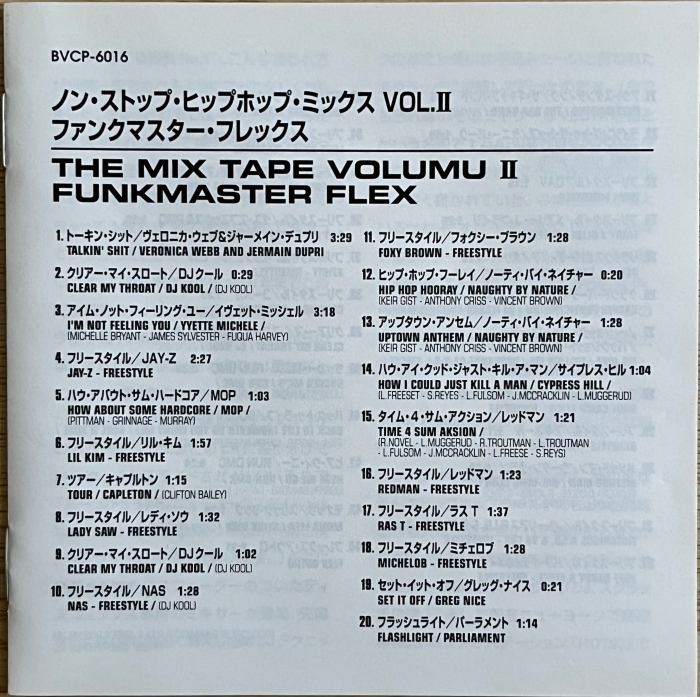 BVCP-6016
ノン・ストップ・ヒップホップ・ミックス VOL.II
ファンクマスター・フレックス
THE MIX TAPE VOLUMU II
FUNKMASTER FLEX
1. トーキン・シット／ヴェロニカ・ウェブ&ジャーメイン・デュプリ 3:29
TALKIN' SHIT / VERONICA WEBB AND JERMAIN DUPRI
2. クリアー・マイ・スロート／DJクール 0:29
CLEAR MY THROAT / DJ KOOL / (DJ KOOL)
3. アイム・ノット・フィーリング・ユー／イヴェット・ミッシェル 3:18
I'M NOT FEELING YOU / YYETTE MICHELE /
(MICHELLE BRYANT - JAMES SYLVESTER - FUGUA HARVEY)
4. フリースタイル／JAY-Z 2:27
JAY-Z - FREESTYLE
5. ハウ・アバウト・サム・ハードコア／MOP 1:03
HOW ABOUT SOME HARDCORE / MOP /
(PITTMAN - GRINNAGE - MURRAY)
6. フリースタイル／リル・キム 1:57
LIL KIM - FREESTYLE
7. ツアー／キャプルトン 1:15
TOUR / CAPLETON / (CLIFTON BAILEY)
8. フリースタイル／レディ・ソウ 1:32
LADY SAW - FREESTYLE
9. クリアー・マイ・スロート／DJクール 1:02
CLEAR MY THROAT / DJ KOOL / (DJ KOOL)
10. フリースタイル／NAS 1:28
NAS - FREESTYLE / (DJ KOOL)
11. フリースタイル／フォクシー・ブラウン 1:28
FOXY BROWN - FREESTYLE
12. ヒップ・ホップ・フーレイ／ノーティ・バイ・ネイチャー 0:20
HIP HOP HOORAY / NAUGHTY BY NATURE /
(KEIR GIST - ANTHONY CRISS - VINCENT BROWN)
13. アップタウン・アンセム／ノーティ・バイ・ネイチャー 1:28
UPTOWN ANTHEM / NAUGHTY BY NATURE /
(KEIR GIST - ANTHONY CRISS - VINCENT BROWN)
14. ハウ・アイ・クッド・ジャスト・キル・ア・マン／サイプレス・ヒル 1:04
HOW I COULD JUST KILL A MAN / CYPRESS HILL /
(L.FREESET - S.REYES - L.FULSOM - J.MCCRACKLIN - L.MUGGERUD)
15. タイム・4・サム・アクション／レッドマン 1:21
TIME 4 SUM AKSION /
(R.NOVEL - L.MUGGERUD - R.TROUTMAN - L.TROUTMAN
- L.FULSOM - J.MCCRACKLIN - L.FREESE - S.REYS)
16. フリースタイル／レッドマン 1:23
REDMAN - FREESTYLE
17. フリースタイル／ラス T 1:37
RAS T - FREESTYLE
18. フリースタイル／ミチェロブ 1:28
MICHELOB - FREESTYLE
19. セット・イット・オフ／グレッグ・ナイス 0:21
SET IT OFF / GREG NICE
20. フラッシュライト／パーラメント 1:14
FLASHLIGHT / PARLIAMENT